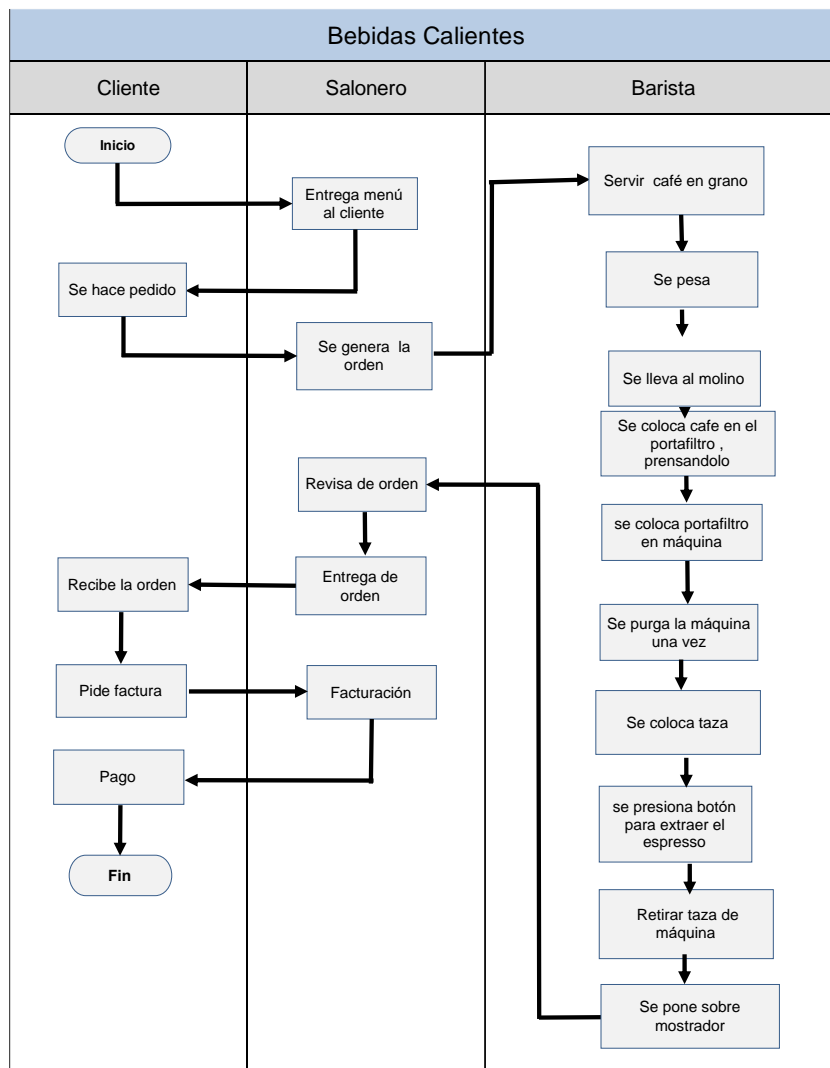 Bebidas Calientes
Cliente
Salonero
Barista
Inicio
Entrega menú
al cliente
Se hace pedido
Se genera la
orden
Servir café en grano
Se pesa
Se lleva al molino
Se coloca cafe en el
portafiltro ,
prensandolo
se coloca portafiltro
en máquina
Se purga la máquina
una vez
Se coloca taza
se presiona botón
para extraer el
espresso
Retirar taza de
máquina
Se pone sobre
mostrador
Revisa de orden
Entrega de
orden
Recibe la orden
Pide factura
Facturación
Pago
Fin